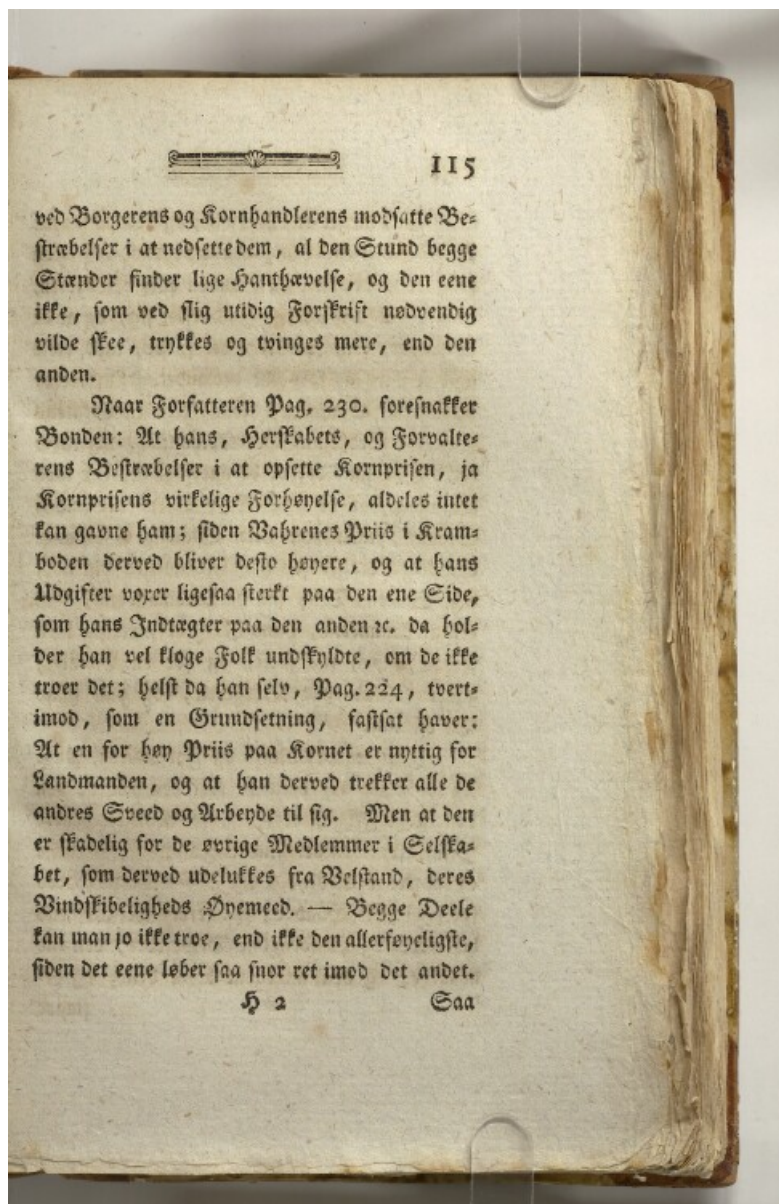 115
ved Borgerens og Kornhandlerens modsatte Be-
stræbelser i at nedsette dem, al den Stund begge
Stænder finder lige Hanthævelse, og den eene
ikke, som ved slig utidig Forskrift nødvendig
vilde skee, trykkes og tvinges mere, end den
anden.
Naar Forfatteren Pag. 230. foresnakker
Bonden: At hans, Herskabets, og Forvalte-
rens Bestræbelser i at opsette Kornprisen, ja
Kornprisens virkelige Forhøyelse, aldeles intet
kan gavne ham; siden Vahrenes Priis i Kram-
boden derved bliver desto høyere, og at hans
Udgifter voxer ligesaa sterkt paa den ene Side,
som hans Indtægter paa den anden ꝛc. da hol-
der han vel kloge Folk undskyldte, om de ikke
troer det; helst da han selv, Pag. 224, tvert-
imod, som en Grundsetning, fastsat haver:
At en for høy Priis paa Kornet er nyttig for
Landmanden, og at han derved trekker alle de
andres Sveed og Arbeyde til sig. Men at den
er skadelig for de øvrige Medlemmer i Selska-
bet, som derved udelukkes fra Velstand, deres
Vindskibeligheds Øyemeed. — Begge Deele
kan man jo ikke troe, end ikke den allerføyeligste,
siden det eene løber saa snor ret imod det andet.
H 2 Saa